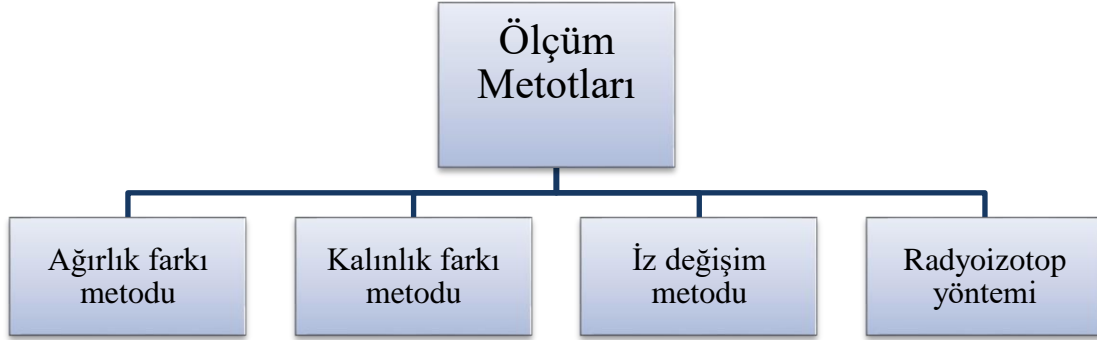 Ölçüm
Metotları
Ağırlık farkı
metodu
Kalınlık farkı
metodu
İz değişim
metodu
Radyoizotop
yöntemi